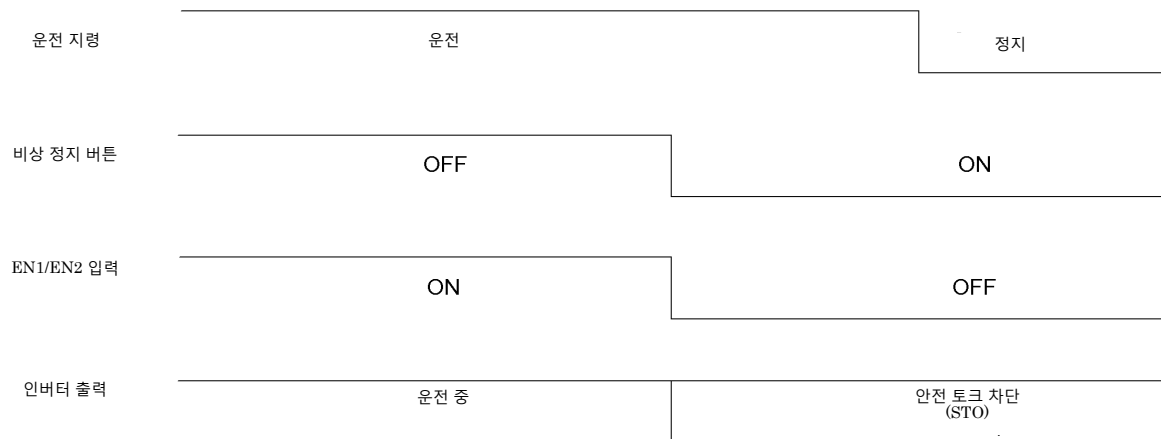 운전 지령
운전
정지
비상 정지 버튼
OFF
ON
EN1/EN2 입력
ON
OFF
인버터 출력
운전 중
안전 토크 차단
(STO)